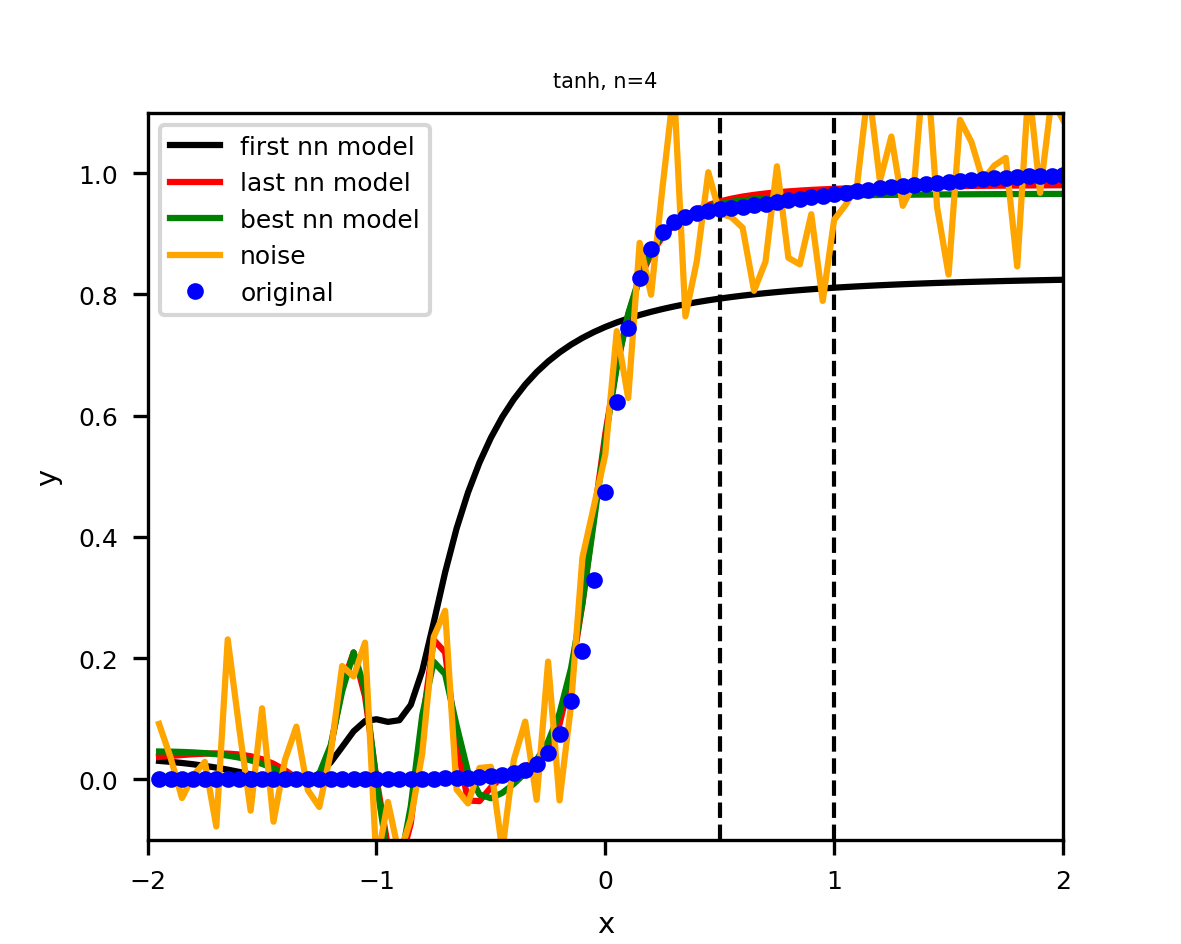 tanh, n=4
first nn model
last nn model
best nn model
noise
original
1.0
0.8
0.6
0.4
0.2
0.0
y
−2
−1
0
1
2
x